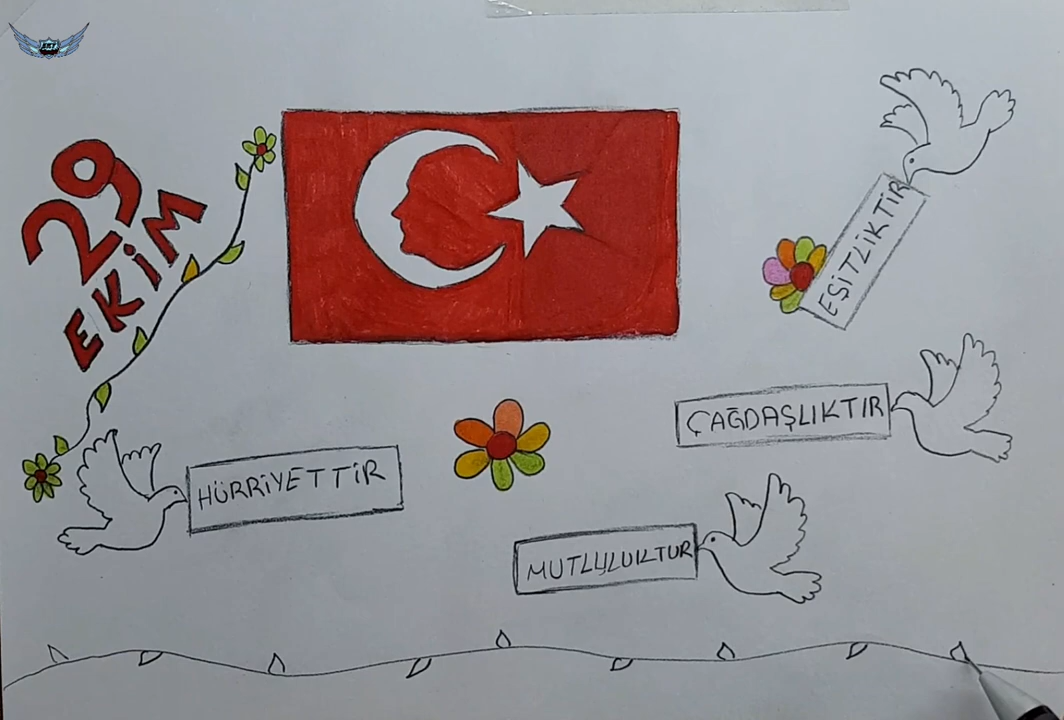 29
EKİM
EŞİTLİKTİR
ÇAĞDAŞLIKTIR
HÜRRİYETTİR
MUTLULUKTUR